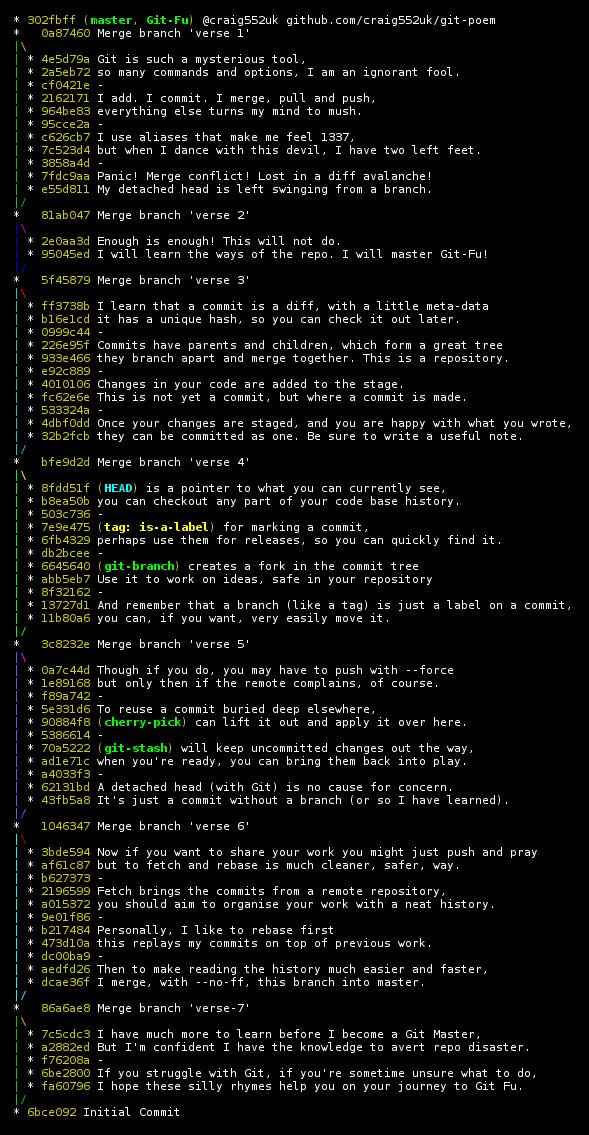 * 302fbff (master, Git-Fu) @craig552uk github.com/craig552uk/git-poem
*   0a87460 Merge branch 'verse 1'
|\
| * 4e5d79a Git is such a mysterious tool,
| * 2a5eb72 so many commands and options, I am an ignorant fool.
| * cf0421e -
| * 2162171 I add. I commit. I merge, pull and push,
| * 964be83 everything else turns my mind to mush.
| * 95cce2a -
| * c626cb7 I use aliases that make me feel 1337,
| * 7c523d4 but when I dance with this devil, I have two left feet.
| * 3858a4d -
| * 7fdc9aa Panic! Merge conflict! Lost in a diff avalanche!
| * e55d811 My detached head is left swinging from a branch.
|/
*   81ab047 Merge branch 'verse 2'
|\
| * 2e0aa3d Enough is enough! This will not do.
| * 95045ed I will learn the ways of the repo. I will master Git-Fu!
|/
*   5f45879 Merge branch 'verse 3'
|\
| * ff3738b I learn that a commit is a diff, with a little meta-data
| * b16e1cd it has a unique hash, so you can check it out later.
| * 0999c44 -
| * 226e95f Commits have parents and children, which form a great tree
| * 933e466 they branch apart and merge together. This is a repository.
| * e92c889 -
| * 4010106 Changes in your code are added to the stage.
| * fc62e6e This is not yet a commit, but where a commit is made.
| * 533324a -
| * 4dbf0dd Once your changes are staged, and you are happy with what you wrote,
| * 32b2fcb they can be committed as one. Be sure to write a useful note.
|/
*   bfe9d2d Merge branch 'verse 4'
|\
| * 8fdd51f (HEAD) is a pointer to what you can currently see,
| * b8ea50b you can checkout any part of your code base history.
| * 503c736 -
| * 7e9e475 (tag: is-a-label) for marking a commit,
| * 6fb4329 perhaps use them for releases, so you can quickly find it.
| * db2bcee -
| * 6645640 (git-branch) creates a fork in the commit tree
| * abb5eb7 Use it to work on ideas, safe in your repository
| * 8f32162 -
| * 13727d1 And remember that a branch (like a tag) is just a label on a commit,
| * 11b80a6 you can, if you want, very easily move it.
|/
*   3c8232e Merge branch 'verse 5'
|\
| * 0a7c44d Though if you do, you may have to push with --force
| * 1e89168 but only then if the remote complains, of course.
| * f89a742 -
| * 5e331d6 To reuse a commit buried deep elsewhere,
| * 90884f8 (cherry-pick) can lift it out and apply it over here.
| * 5386614 -
| * 70a5222 (git-stash) will keep uncommitted changes out the way,
| * ad1e71c when you're ready, you can bring them back into play.
| * a4033f3 -
| * 62131bd A detached head (with Git) is no cause for concern.
| * 43fb5a8 It's just a commit without a branch (or so I have learned).
|/
*   1046347 Merge branch 'verse 6'
|\
| * 3bde594 Now if you want to share your work you might just push and pray
| * af61c87 but to fetch and rebase is much cleaner, safer, way.
| * b627373 -
| * 2196599 Fetch brings the commits from a remote repository,
| * a015372 you should aim to organise your work with a neat history.
| * 9e01f86 -
| * b217484 Personally, I like to rebase first
| * 473d10a this replays my commits on top of previous work.
| * dc00ba9 -
| * aedfd26 Then to make reading the history much easier and faster,
| * dcae36f I merge, with --no-ff, this branch into master.
|/
*   86a6ae8 Merge branch 'verse-7'
|\
| * 7c5cdc3 I have much more to learn before I become a Git Master,
| * a2882ed But I'm confident I have the knowledge to avert repo disaster.
| * f76208a -
| * 6be2800 If you struggle with Git, if you're sometime unsure what to do,
| * fa60796 I hope these silly rhymes help you on your journey to Git Fu.
|/
* 6bce092 Initial Commit